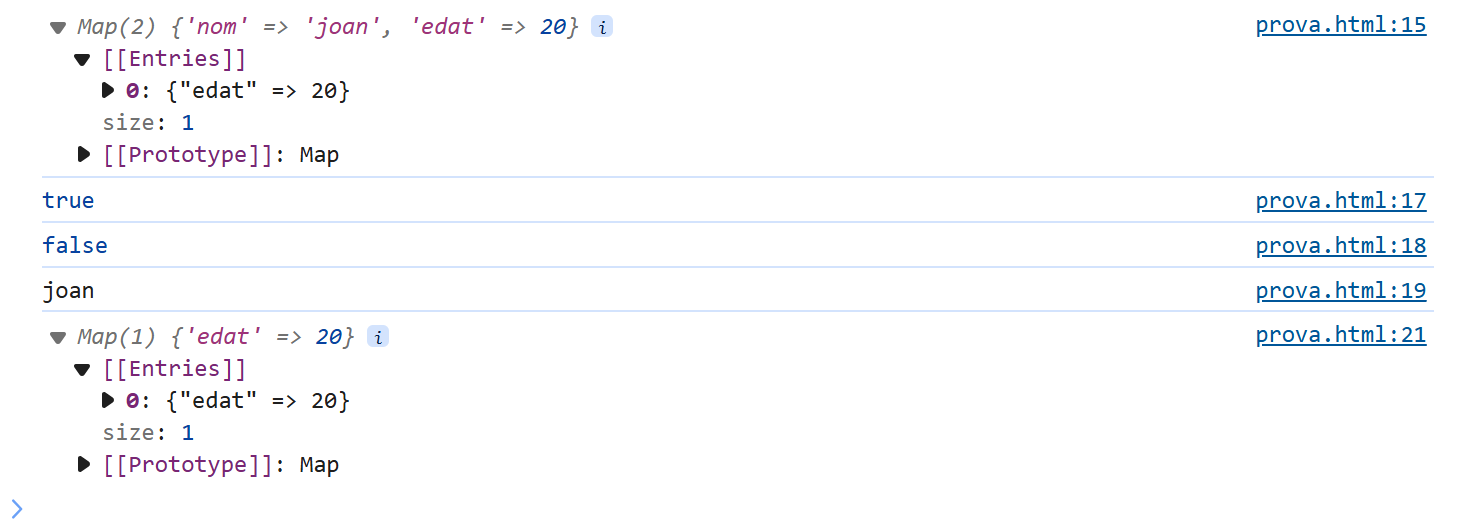 Map(2) {'nom' => 'joan', 'edat' => 20} i prova.html:15
[[Entries]]
0: {"edat" => 20}
size: 1
[[Prototype]]: Map
true prova.html:17
false prova.html:18
joan prova.html:19
Map(1) {'edat' => 20} i prova.html:21
[[Entries]]
0: {"edat" => 20}
size: 1
[[Prototype]]: Map